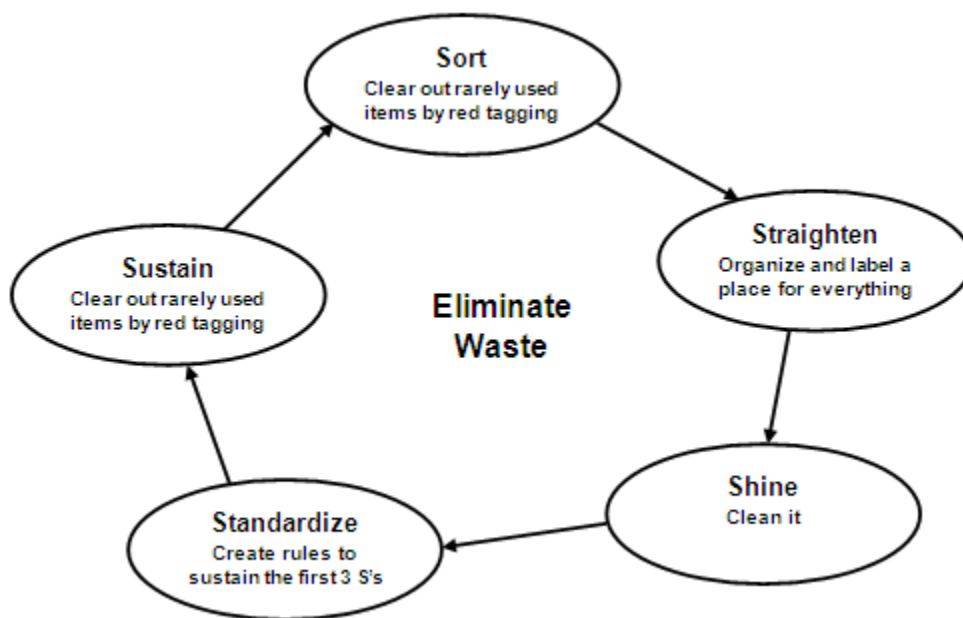 Sort
Clear out rarely used
items by red tagging
Straighten
Organize and label a
place for everything
Shine
Clean it
Standardize
Create rules to
sustain the first 3 S's
Sustain
Clear out rarely used
items by red tagging
Eliminate
Waste